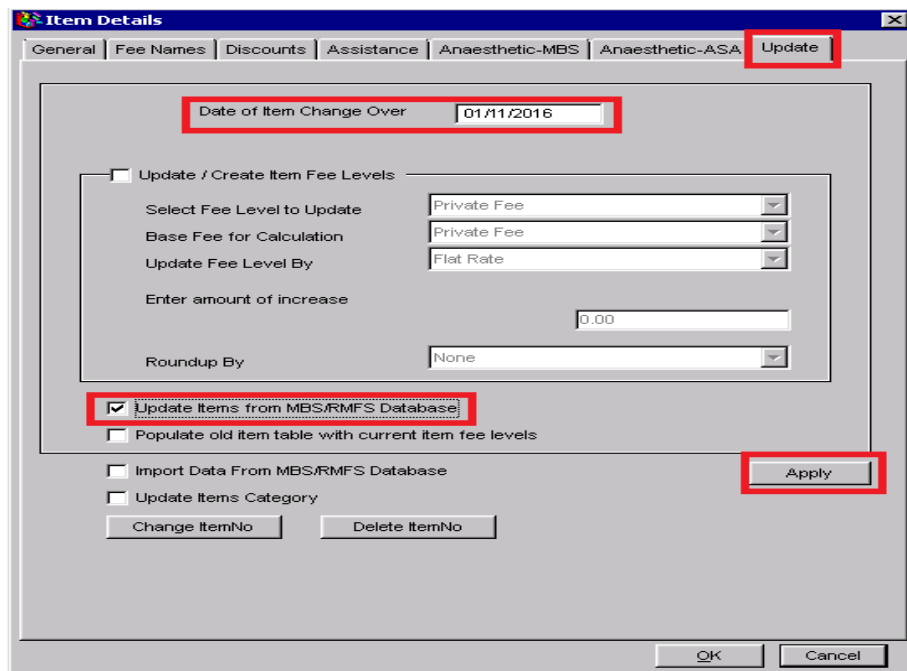 Item Details
General Fee Names Discounts Assistance Anaesthetic-MBS Anaesthetic-ASA Update
Date of Item Change Over 01/11/2016
Update / Create Item Fee Levels
Select Fee Level to Update Private Fee
Base Fee for Calculation Private Fee
Update Fee Level By Flat Rate
Enter amount of increase
0.00
Roundup By None
Update Items from MBS/RMFS Database
Populate old item table with current item fee levels
Import Data From MBS/RMFS Database
Apply
Update Items Category
Change ItemNo Delete ItemNo
OK Cancel